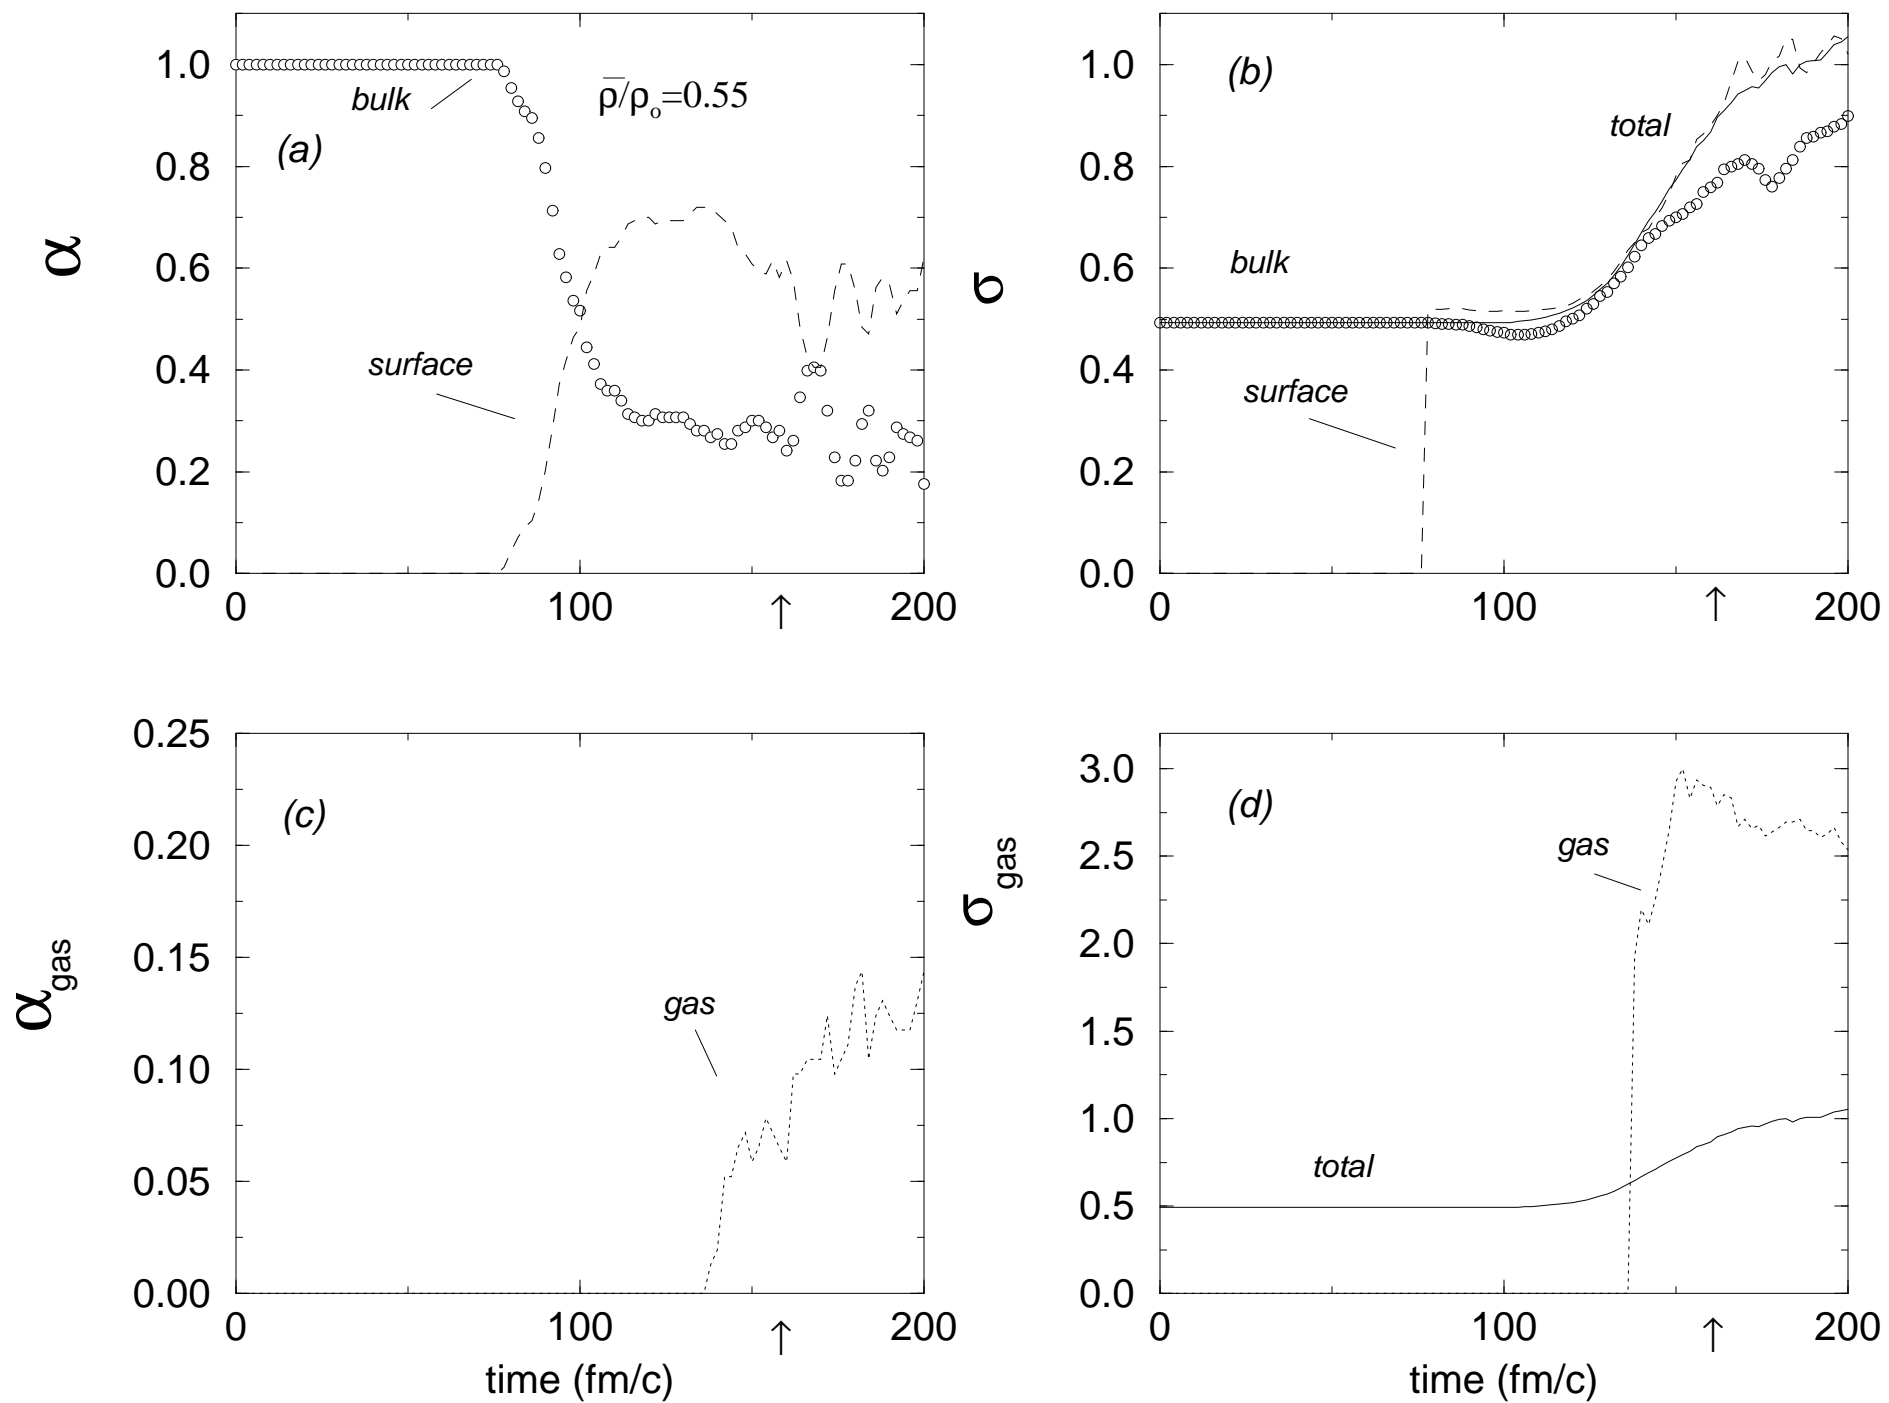 1.0
0.8
0.6
0.4
0.2
0.0
α
bulk
(a)
ρ̅/ρo=0.55
surface
0 100 ↑ 200
1.0
0.8
0.6
0.4
0.2
0.0
σ
(b)
total
bulk
surface
0 100 ↑ 200
0.25
0.20
0.15
0.10
0.05
0.00
αgas
(c)
gas
0 100 ↑ 200
time (fm/c)
3.0
2.5
2.0
1.5
1.0
0.5
0.0
σgas
(d)
gas
total
0 100 ↑ 200
time (fm/c)